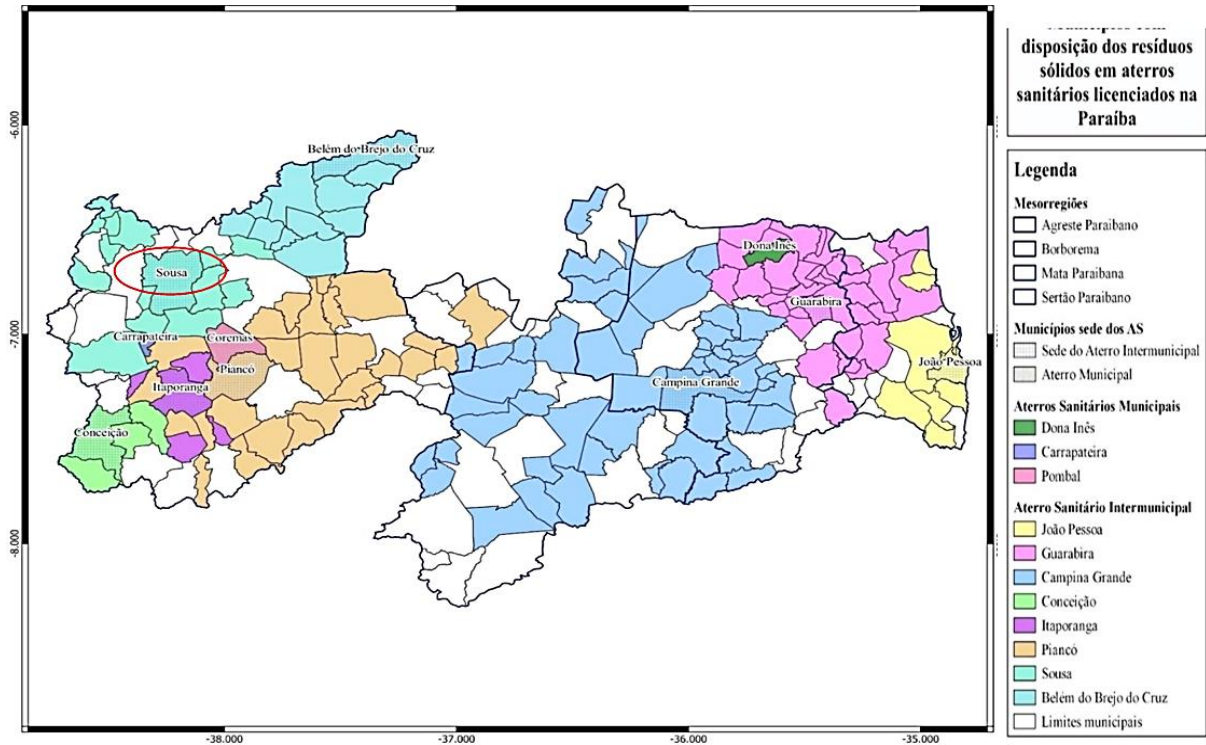 disposição dos resíduos
sólidos em aterros
sanitários licenciados na
Paraíba
-6.000
-7.000
-8.000
-38.000
-37.000
-36.000
-35.000
Belém do Brejo do Cruz
Sousa
Dona Inês
Guarabira
Carrapateira
Coremas
João Pessoa
Piancó
Itaporanga
Campina Grande
Conceição
Legenda
Mesorregiões
Agreste Paraibano
Borborema
Mata Paraibana
Sertão Paraibano
Municípios sede dos AS
Sede do Aterro Intermunicipal
Aterro Municipal
Aterros Sanitários Municipais
Dona Inês
Carrapateira
Pombal
Aterro Sanitário Intermunicipal
João Pessoa
Guarabira
Campina Grande
Conceição
Itaporanga
Piancó
Sousa
Belém do Brejo do Cruz
Limites municipais